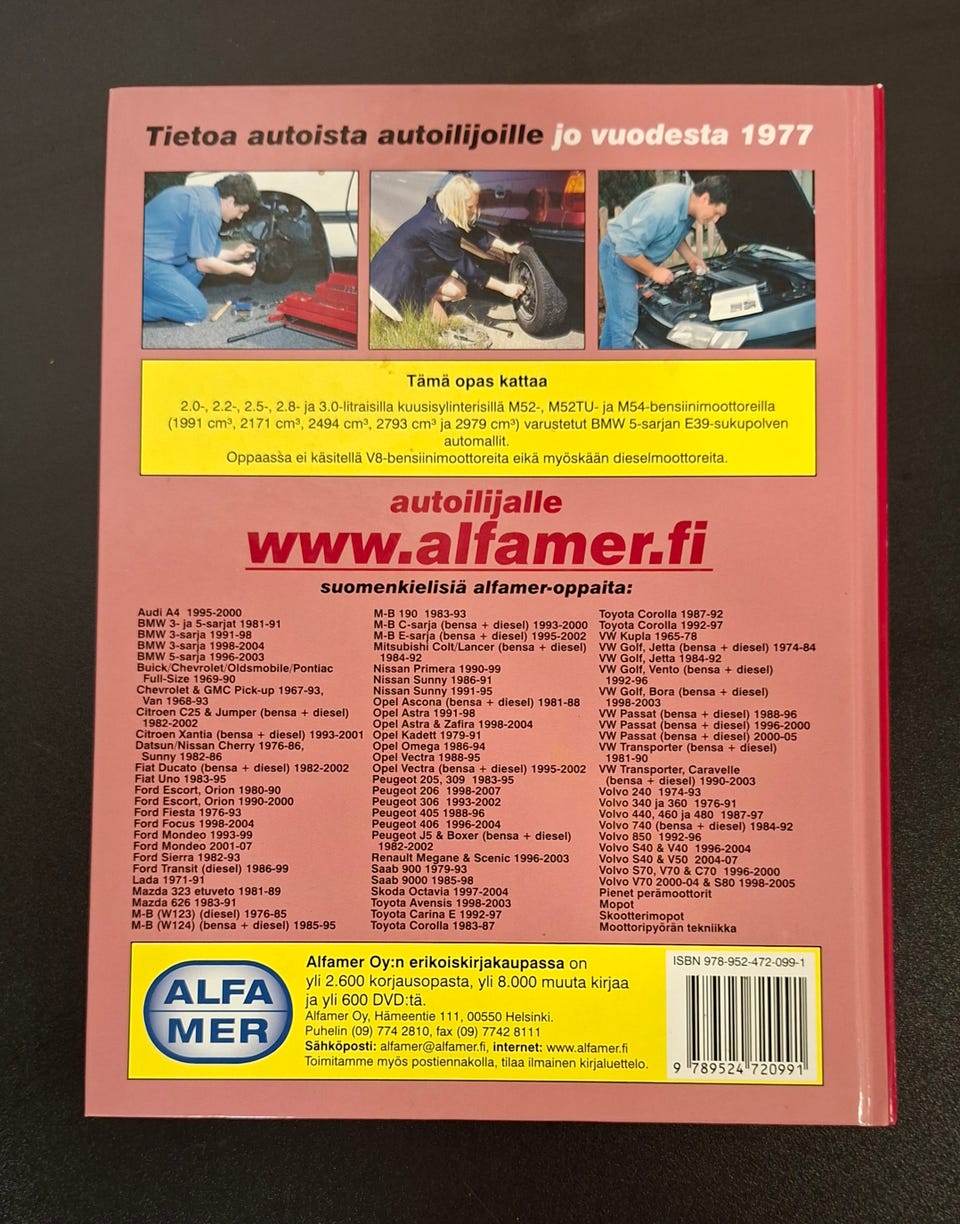 Tietoa autoista autoilijoille jo vuodesta 1977
Tämä opas kattaa
2.0-, 2.2-, 2.5-, 2.8- ja 3.0-litraisilla kuusisylinterisillä M52-, M52TU- ja M54-bensiinimoottoreilla
(1991 cm³, 2171 cm³, 2494 cm³, 2793 cm³ ja 2979 cm³) varustetut BMW 5-sarjan E39-sukupolven
automallit.
Oppaassa ei käsitellä V8-bensiinimoottoreita eikä myöskään dieselmoottoreita.
autoilijalle
www.alfamer.fi
suomenkielisiä alfamer-oppaita:
Audi A4 1995-2000
BMW 3- ja 5-sarjat 1981-91
BMW 3-sarja 1991-98
BMW 3-sarja 1998-2004
BMW 5-sarja 1996-2003
Buick/Chevrolet/Oldsmobile/Pontiac
Full-Size 1969-90
Chevrolet & GMC Pick-up 1967-93,
Van 1968-93
Citroen C25 & Jumper (bensa + diesel)
1982-2002
Citroen Xantia (bensa + diesel) 1993-2001
Datsun/Nissan Cherry 1976-86,
Sunny 1982-86
Fiat Ducato (bensa + diesel) 1982-2002
Fiat Uno 1983-95
Ford Escort, Orion 1980-90
Ford Escort, Orion 1990-2000
Ford Fiesta 1976-93
Ford Focus 1998-2004
Ford Mondeo 1993-99
Ford Mondeo 2001-07
Ford Sierra 1982-93
Ford Transit (diesel) 1986-99
Lada 1971-91
Mazda 323 etuveto 1981-89
Mazda 626 1983-91
M-B (W123) (diesel) 1976-85
M-B (W124) (bensa + diesel) 1985-95
M-B 190 1983-93
M-B C-sarja (bensa + diesel) 1993-2000
M-B E-sarja (bensa + diesel) 1995-2002
Mitsubishi Colt/Lancer (bensa + diesel)
1984-92
Nissan Primera 1990-99
Nissan Sunny 1986-91
Nissan Sunny 1991-95
Opel Ascona (bensa + diesel) 1981-88
Opel Astra 1991-98
Opel Astra & Zafira 1998-2004
Opel Kadett 1979-91
Opel Omega 1986-94
Opel Vectra 1988-95
Opel Vectra (bensa + diesel) 1995-2002
Peugeot 205, 309 1983-95
Peugeot 206 1998-2007
Peugeot 306 1993-2002
Peugeot 405 1988-96
Peugeot 406 1996-2004
Peugeot J5 & Boxer (bensa + diesel)
1982-2002
Renault Megane & Scenic 1996-2003
Saab 900 1979-93
Saab 9000 1985-98
Skoda Octavia 1997-2004
Toyota Avensis 1998-2003
Toyota Carina E 1992-97
Toyota Corolla 1983-87
Toyota Corolla 1987-92
Toyota Corolla 1992-97
VW Kupla 1965-78
VW Golf, Jetta (bensa + diesel) 1974-84
VW Golf, Jetta 1984-92
VW Golf, Vento (bensa + diesel)
1992-96
VW Golf, Bora (bensa + diesel)
1998-2003
VW Passat (bensa + diesel) 1988-96
VW Passat (bensa + diesel) 1996-2000
VW Passat (bensa + diesel) 2000-05
VW Transporter (bensa + diesel)
1981-90
VW Transporter, Caravelle
(bensa + diesel) 1990-2003
Volvo 240 1974-93
Volvo 340 ja 360 1976-91
Volvo 440, 460 ja 480 1987-97
Volvo 740 (bensa + diesel) 1984-92
Volvo 850 1992-96
Volvo S40 & V40 1996-2004
Volvo S40 & V50 2004-07
Volvo S70, V70 & C70 1996-2000
Volvo V70 2000-04 & S80 1998-2005
Pienet perämoottorit
Mopot
Skootterimopot
Moottoripyörän tekniikka
ALFA
MER
Alfamer Oy:n erikoiskirjakaupassa on
yli 2.600 korjausopasta, yli 8.000 muuta kirjaa
ja yli 600 DVD:tä.
Alfamer Oy, Hämeentie 111, 00550 Helsinki.
Puhelin (09) 774 2810, fax (09) 7742 8111
Sähköposti: alfamer@alfamer.fi, internet: www.alfamer.fi
Toimitamme myös postiennakolla, tilaa ilmainen kirjaluettelo.
ISBN 978-952-472-099-1
9 789524 720991